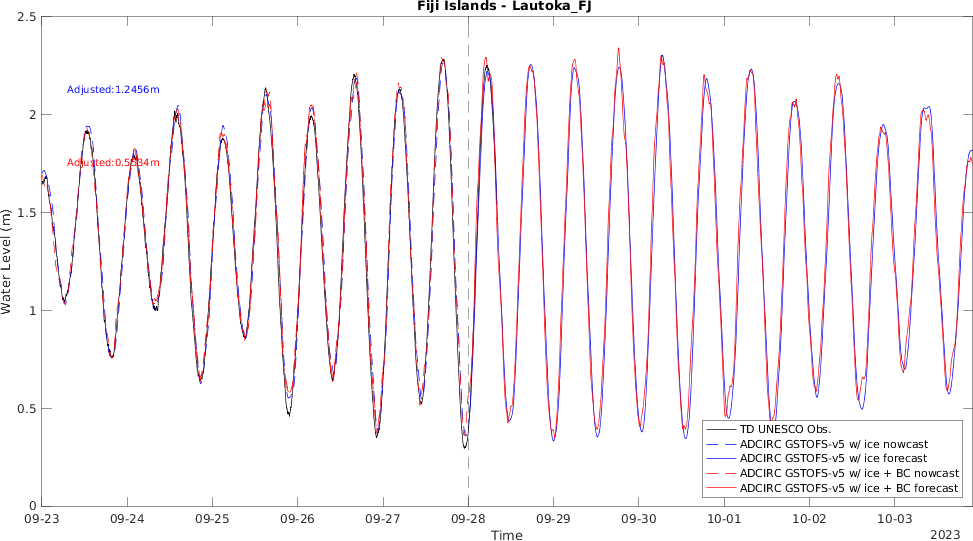 Fiji Islands - Lautoka_FJ
2.5
Adjusted:1.2456m
2
Adjusted:0.5534m
1.5
Water Level (m)
1
0.5
TD UNESCO Obs.
ADCIRC GSTOFS-v5 w/ ice nowcast
ADCIRC GSTOFS-v5 w/ ice forecast
ADCIRC GSTOFS-v5 w/ ice + BC nowcast
ADCIRC GSTOFS-v5 w/ ice + BC forecast
0
09-23 09-24 09-25 09-26 09-27 09-28 09-29 09-30 10-01 10-02 10-03
Time
2023